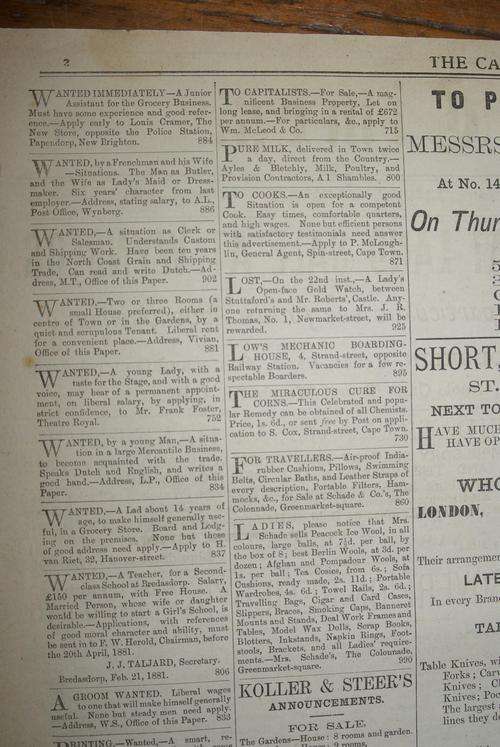 2
THE CA
WANTED IMMEDIATELY—A Junior
Assistant for the Grocery Business.
Must have some experience and good refer-
ence.—Apply early to Louis Cramer, The
New Store, opposite the Police Station,
Papendorp, New Brighton. 884
WANTED, by a Frenchman and his Wife
—Situations. The Man as Butler,
and the Wife as Lady's Maid or Dress-
maker. Six years' character from last
employer.—Address, stating salary, to A.L.,
Post Office, Wynberg. 886
WANTED,—A situation as Clerk or
Salesman. Understands Custom
and Shipping Work. Have been ten years
in the North Coast Grain and Shipping
Trade. Can read and write Dutch.—Ad-
dress, M.T., Office of this Paper. 902
WANTED,—Two or three Rooms (a
small House preferred), either in
centre of Town or in the Gardens, by a
quiet and scrupulous Tenant. Liberal rent
for a convenient place.—Address, Vivian,
Office of this Paper. 881
WANTED,—A young Lady, with a
taste for the Stage, and with a good
voice, may hear of a permanent appoint-
ment, on liberal salary, by applying, in
strict confidence, to Mr. Frank Foster,
Theatre Royal. 752
WANTED, by a young Man,—A situa-
tion in a large Mercantile Business,
to become acquainted with the trade.
Speaks Dutch and English, and writes a
good hand.—Address, L.P., Office of this
Paper. 834
WANTED,—A Lad about 14 years of
age, to make himself generally use-
ful, in a Grocery Store. Board and Lodg-
ing on the premises. None but those
of good address need apply.—Apply to H.
van Riet, 32, Hanover-street. 837
WANTED,—A Teacher, for a Second-
class School at Bredasdorp. Salary,
£150 per annum, with Free House. A
Married Person, whose wife or daughter
would be willing to start a Girl's School, is
desirable.—Applications, with references
of good moral character and ability, must
be sent in to F. W. Herold, Chairman, before
the 20th April, 1881.
J. J. TALJARD, Secretary.
Bredasdorp, Feb. 21, 1881. 806
A GROOM WANTED. Liberal wages
to one that will make himself generally
useful. None but steady men need apply.
—Address, W.S., Office of this Paper. 833
PRINTING.—Wanted,—A smart, re-
TO CAPITALISTS.—For Sale,—A mag-
nificent Business Property, Let on
long lease, and bringing in a rental of £672
per annum.—For particulars, &c., apply to
Wm. McLeod & Co. 715
PURE MILK, delivered in Town twice
a day, direct from the Country.—
Ayles & Bletchly, Milk, Poultry, and
Provision Contractors, A 1 Shambles. 800
TO COOKS.—An exceptionally good
Situation is open for a competent
Cook. Easy times, comfortable quarters,
and high wages. None but efficient persons
with satisfactory testimonials need answer
this advertisement.—Apply to P. McLough-
lin, General Agent, Spin-street, Cape Town.
871
LOST,—On the 22nd inst.,—A Lady's
Open-face Gold Watch, between
Stuttaford's and Mr. Roberts', Castle. Any-
one returning the same to Mrs. J. R.
Thomas, No. 1, Newmarket-street, will be
rewarded. 925
LOW'S MECHANIC BOARDING-
HOUSE, 4, Strand-street, opposite
Railway Station. Vacancies for a few re-
spectable Boarders. 895
THE MIRACULOUS CURE FOR
CORNS.—This Celebrated and popu-
lar Remedy can be obtained of all Chemists.
Price, 1s. 6d., or sent free by Post on appli-
cation to S. Cox, Strand-street, Cape Town.
730
FOR TRAVELLERS.—Air-proof India-
rubber Cushions, Pillows, Swimming
Belts, Circular Baths, and Leather Straps of
every description, Portable Filters, Ham-
mocks, &c., for Sale at Schade & Co.'s, The
Colonnade, Greenmarket-square. 860
LADIES, please notice that Mrs.
Schade sells Peacock Ice Wool, in all
colours, large balls, at 7½d. per ball, by
the box of 8; best Berlin Wools, at 3d. per
dozen; Afghan and Pompadour Wools, at
1s. per ball; Tea Cosies, from 6s.; Sofa
Cushions, ready made, 2s. 11d.; Portable
Wardrobes, 4s. 6d.; Towel Rails, 2s. 6d.;
Travelling Bags, Cigar and Card Cases,
Slippers, Braces, Smoking Caps, Banneret
Mounts and Stands, Deal Work Frames and
Tables, Model Wax Dolls, Scrap Books,
Blotters, Inkstands, Napkin Rings, Foot-
stools, Brackets, and all Ladies' require-
ments.—Mrs. Schade's, The Colonnade,
Greenmarket-square. 990
KOLLER & STEER'S
ANNOUNCEMENTS.
FOR SALE,
The Gardens—House: 8 rooms and garden.
House: 3 rooms.
TO P
MESSRS
At No. 14
On Thur
SHORT,
ST.
NEXT TO
HAVE MUCH
HAVE OP
WHO
LONDON,
Their arrangemen
LATE
In every Bran
TA
Table Knives, w
Forks; Car
Knives; C
Knives; P
The largest
lines they d